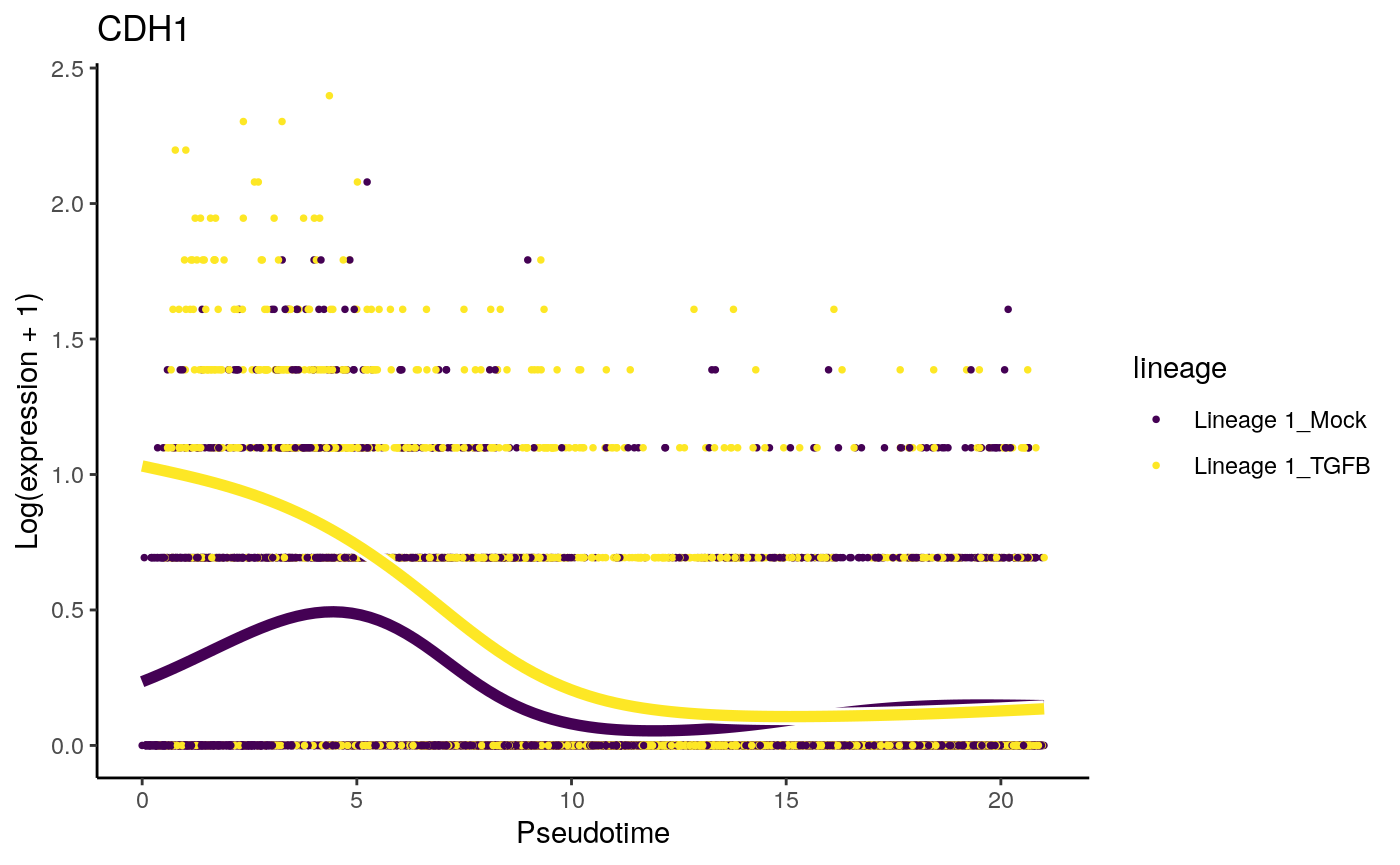 CDH1
2.5
2.0
1.5
1.0
0.5
0.0
Log(expression + 1)
0 5 10 15 20
Pseudotime
lineage
Lineage 1_Mock
Lineage 1_TGFB